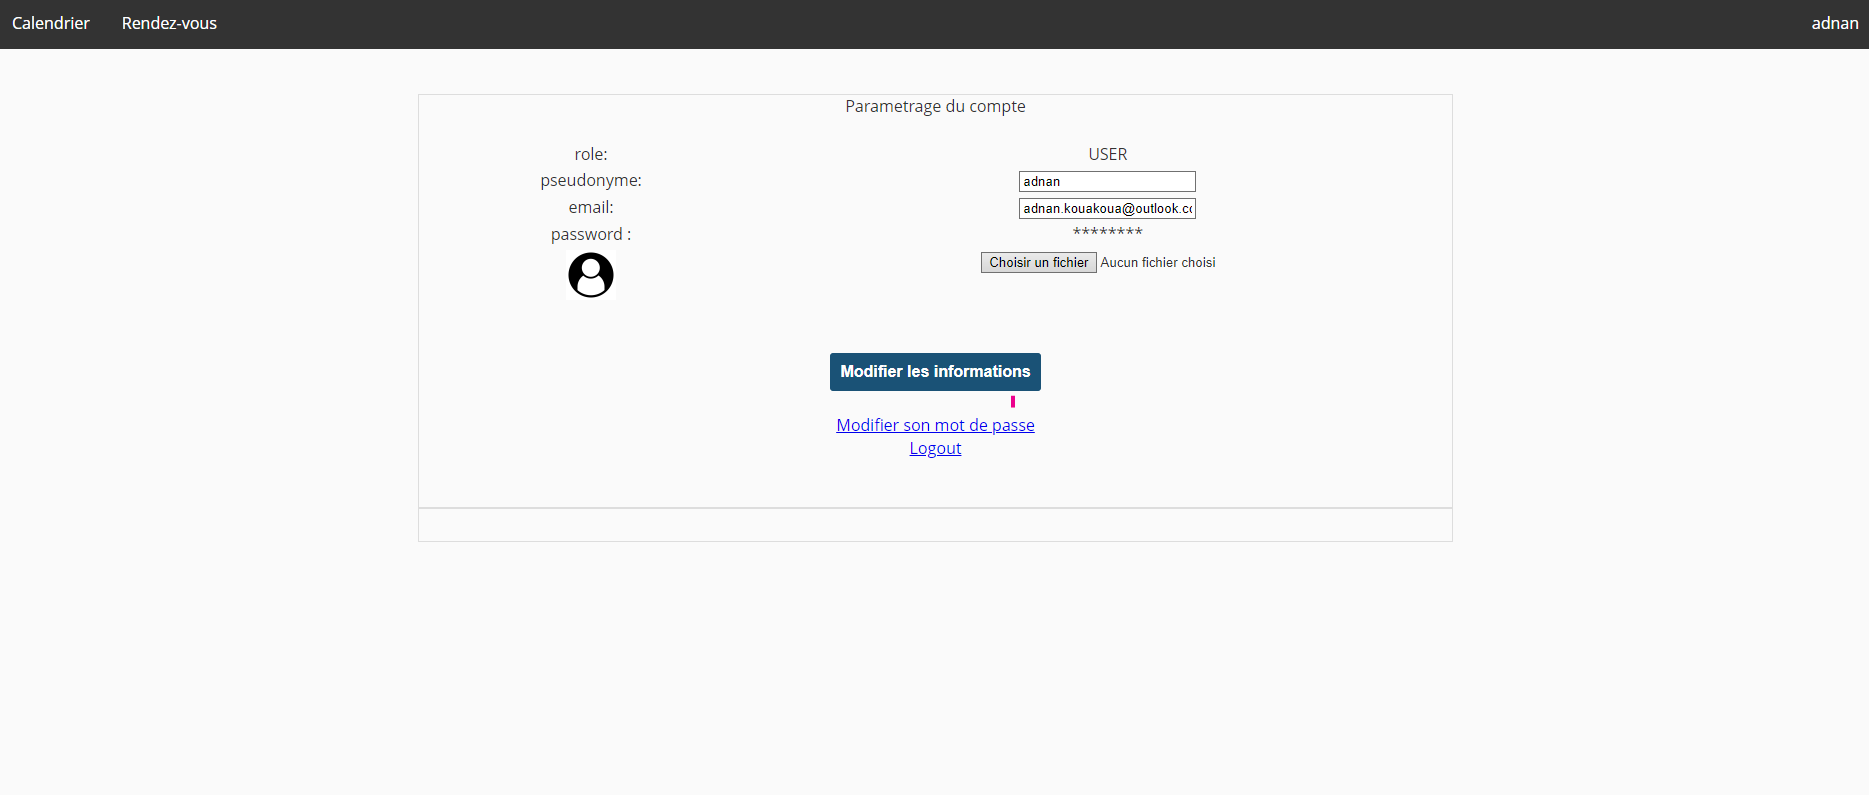 Calendrier Rendez-vous adnan
Parametrage du compte
role: USER
pseudonyme: adnan
email: adnan.kouakoua@outlook.cc
password : ********
Choisir un fichier Aucun fichier choisi
Modifier les informations
Modifier son mot de passe
Logout